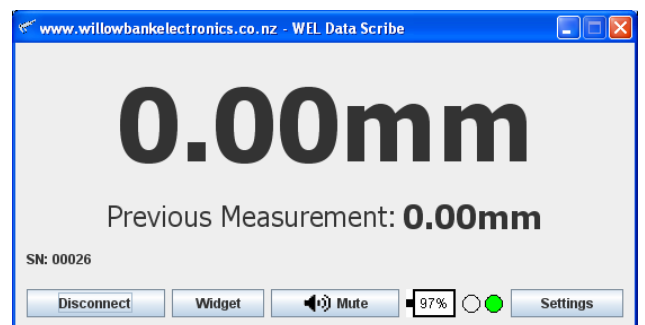 www.willowbankelectronics.co.nz - WEL Data Scribe
0.00mm
Previous Measurement: 0.00mm
SN: 00026
Disconnect Widget Mute 97% Settings